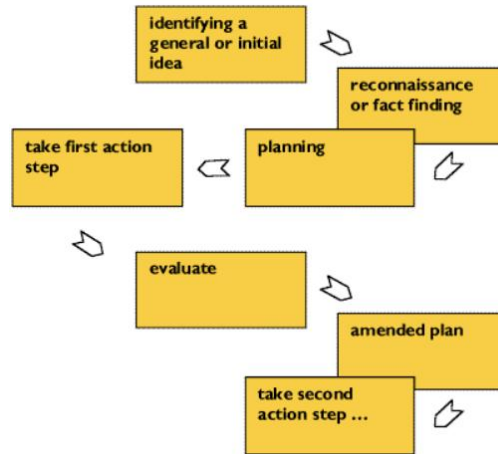 identifying a
general or initial
idea
reconnaissance
or fact finding
planning
take first action
step
evaluate
amended plan
take second
action step ...